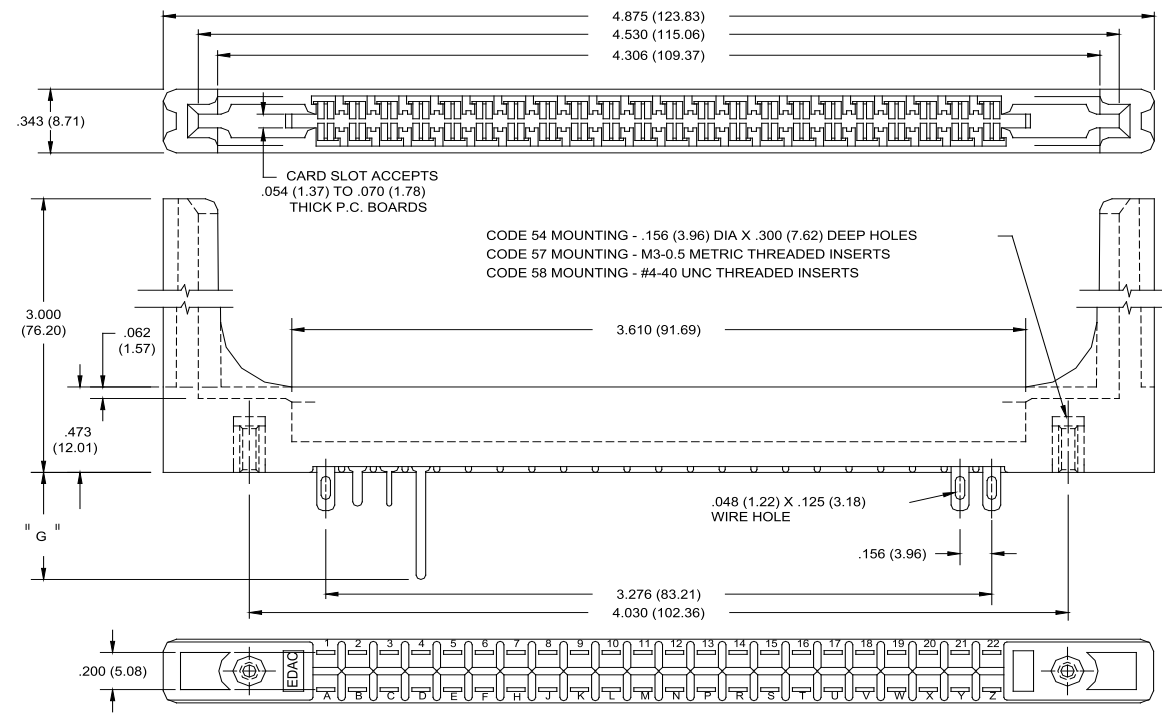 4.875 (123.83)
4.530 (115.06)
4.306 (109.37)
.343 (8.71)
CARD SLOT ACCEPTS
.054 (1.37) TO .070 (1.78)
THICK P.C. BOARDS
CODE 54 MOUNTING - .156 (3.96) DIA X .300 (7.62) DEEP HOLES
CODE 57 MOUNTING - M3-0.5 METRIC THREADED INSERTS
CODE 58 MOUNTING - #4-40 UNC THREADED INSERTS
3.000
(76.20)
.062
(1.57)
3.610 (91.69)
.473
(12.01)
.048 (1.22) X .125 (3.18)
WIRE HOLE
" G "
.156 (3.96)
3.276 (83.21)
4.030 (102.36)
.200 (5.08)
EDAC
1 2 3 4 5 6 7 8 9 10 11 12 13 14 15 16 17 18 19 20 21 22
A B C D E F H J K L M N P R S T U V W X Y Z